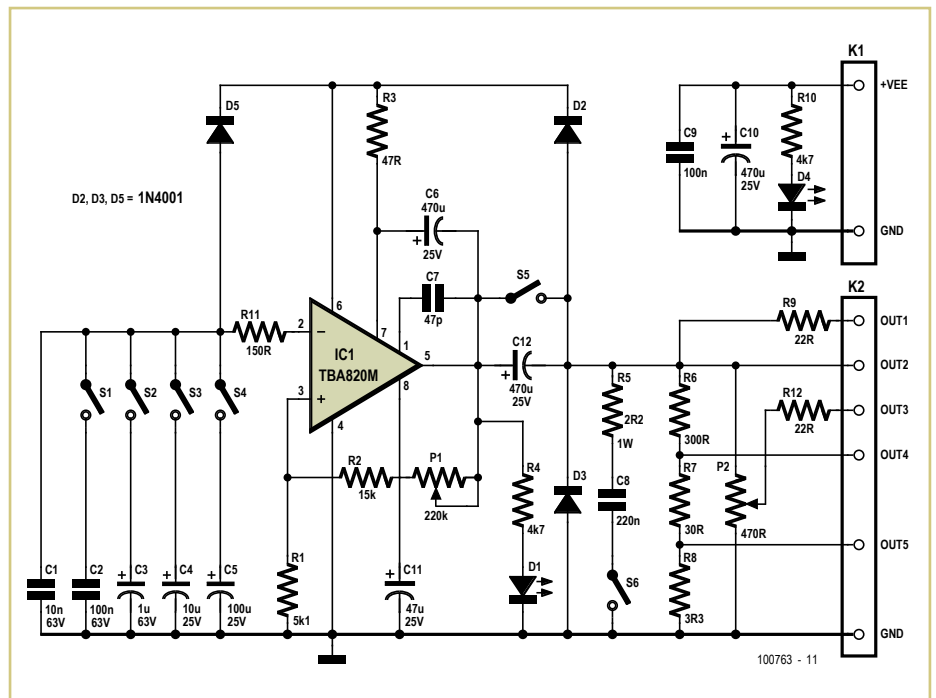 K1
+VEE
GND
D5
R3
47R
D2
C9
100n
+
C10
470u
25V
R10
4k7
D4
D2, D3, D5 = 1N4001
C6
470u
+
25V
C7
47p
S5
K2
R9
22R
OUT1
R11
150R
2
–
6
7
1
IC1
TBA820M
5
8
3
+
4
C12
+
470u
25V
OUT2
S1
S2
S3
S4
R5
2R2
1W
R6
300R
R12
22R
OUT3
OUT4
R2
15k
P1
220k
R4
4k7
D3
C8
220n
R7
30R
P2
470R
OUT5
C1
10n
63V
C2
100n
63V
+
C3
1u
63V
+
C4
10u
25V
+
C5
100u
25V
R1
5k1
+
C11
47u
25V
D1
S6
R8
3R3
GND
100763 - 11